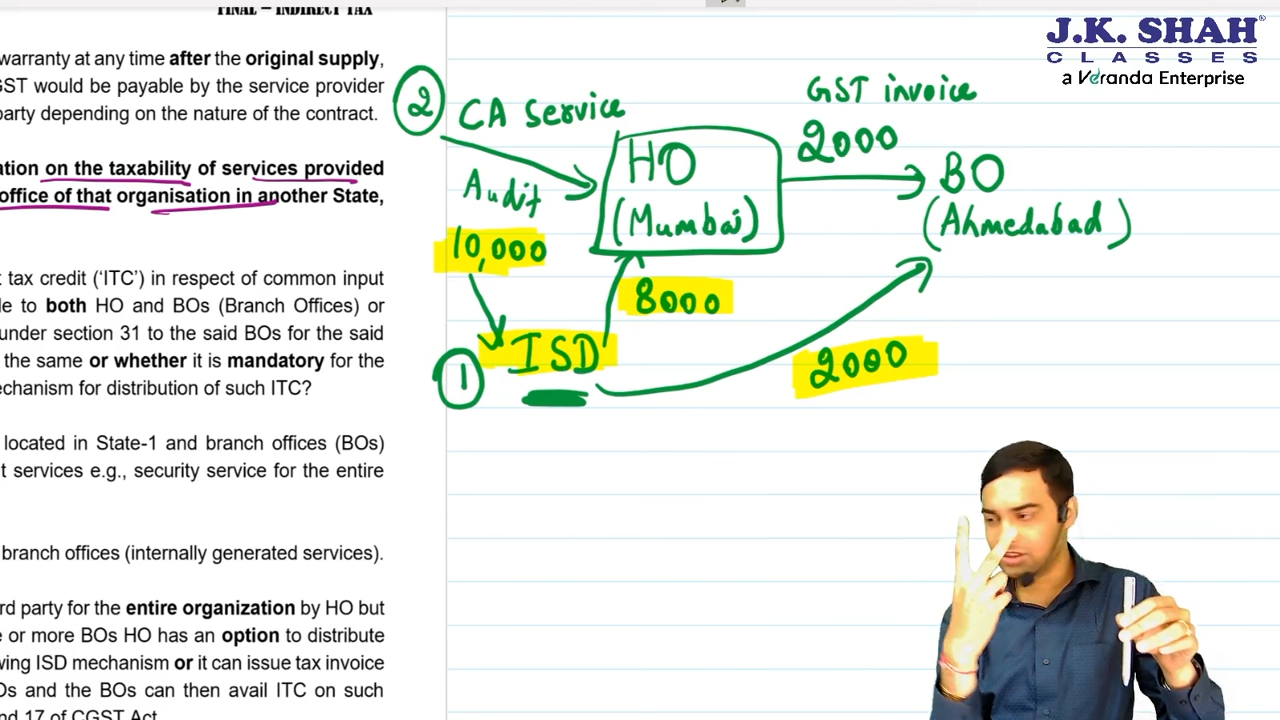 FINAL – INDIRECT TAX
warranty at any time after the original supply,
GST would be payable by the service provider
party depending on the nature of the contract.
ation on the taxability of services provided
office of that organisation in another State,
t tax credit ('ITC') in respect of common input
le to both HO and BOs (Branch Offices) or
under section 31 to the said BOs for the said
the same or whether it is mandatory for the
echanism for distribution of such ITC?
located in State-1 and branch offices (BOs)
t services e.g., security service for the entire
branch offices (internally generated services).
rd party for the entire organization by HO but
e or more BOs HO has an option to distribute
wing ISD mechanism or it can issue tax invoice
Os and the BOs can then avail ITC on such
nd 17 of CGST Act.
J.K. SHAH®
CLASSES
a Veranda Enterprise
2 CA Service
Audit
10,000
HO
(Mumbai)
GST invoice
2000
BO
(Ahmedabad)
8000
1 ISD
2000